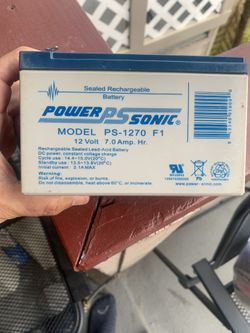 Sealed Rechargeable
Battery
POWER PS SONIC®
MODEL PS-1270 F1
12 Volt 7.0 Amp. Hr.
Rechargeable Sealed Lead-Acid Battery
DC power, constant voltage charge
Cycle use: 14.4-15.0V(20°C)
Standby use: 13.5-13.8V(20°C)
Initial current: 2.1A MAX
Warning:
Risk of fire, explosion, or burns.
Do not disassemble, heat above 60°C, or incinerate.
Pb
www.power-sonic.com